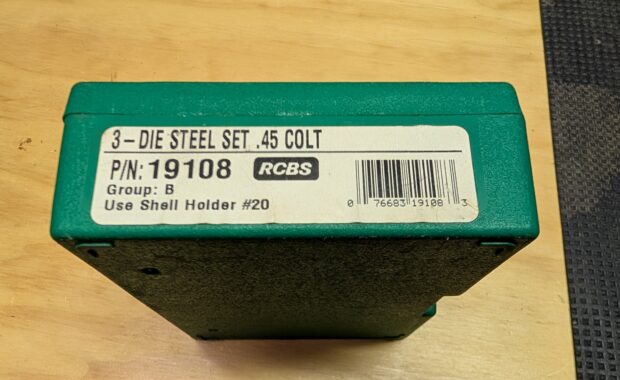 3-DIE STEEL SET .45 COLT
P/N: 19108 RCBS
Group: B
Use Shell Holder #20
0 76683 19108 3